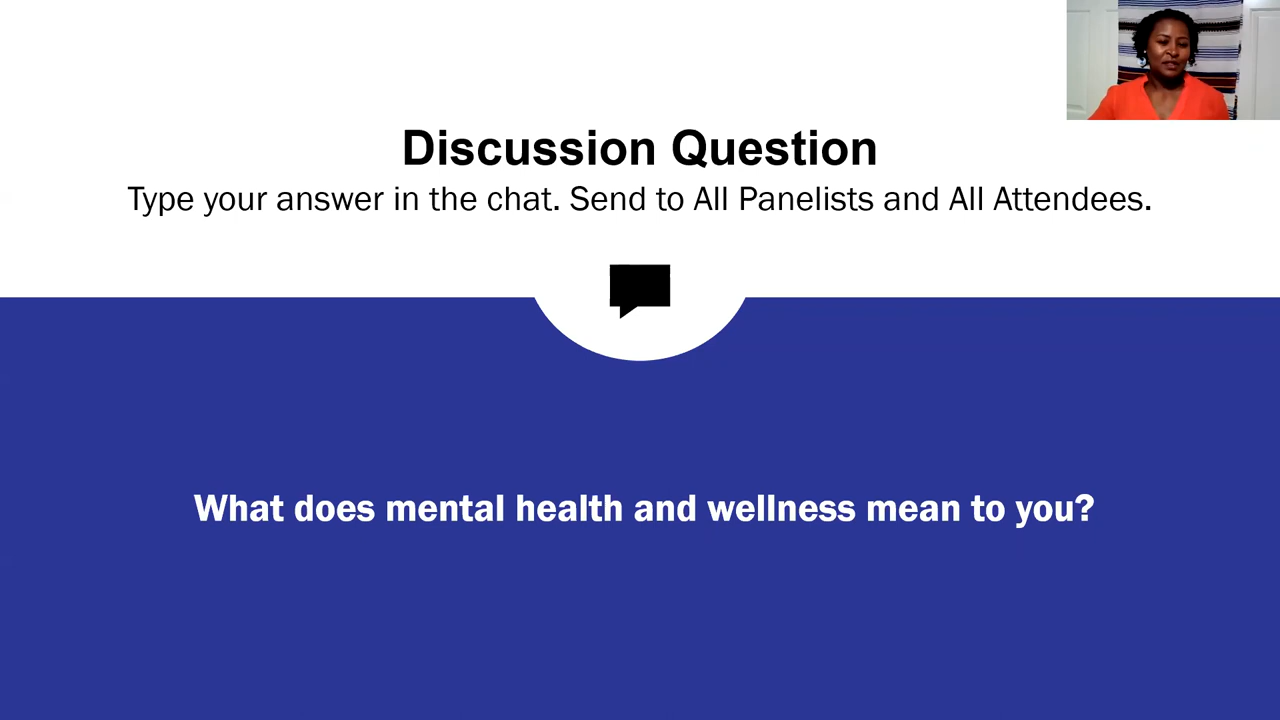 Discussion Question
Type your answer in the chat. Send to All Panelists and All Attendees.
What does mental health and wellness mean to you?